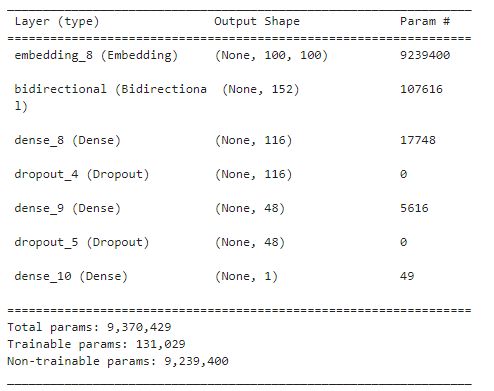 Layer (type) Output Shape Param #
embedding_8 (Embedding) (None, 100, 100) 9239400
bidirectional (Bidirectiona (None, 152) 107616
l)
dense_8 (Dense) (None, 116) 17748
dropout_4 (Dropout) (None, 116) 0
dense_9 (Dense) (None, 48) 5616
dropout_5 (Dropout) (None, 48) 0
dense_10 (Dense) (None, 1) 49
Total params: 9,370,429
Trainable params: 131,029
Non-trainable params: 9,239,400